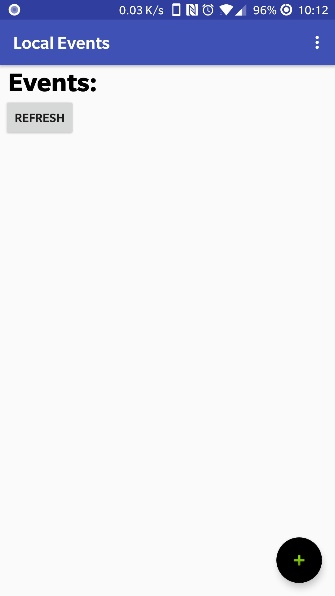 0.03 K/s 96% 10:12
Local Events
Events:
REFRESH
+